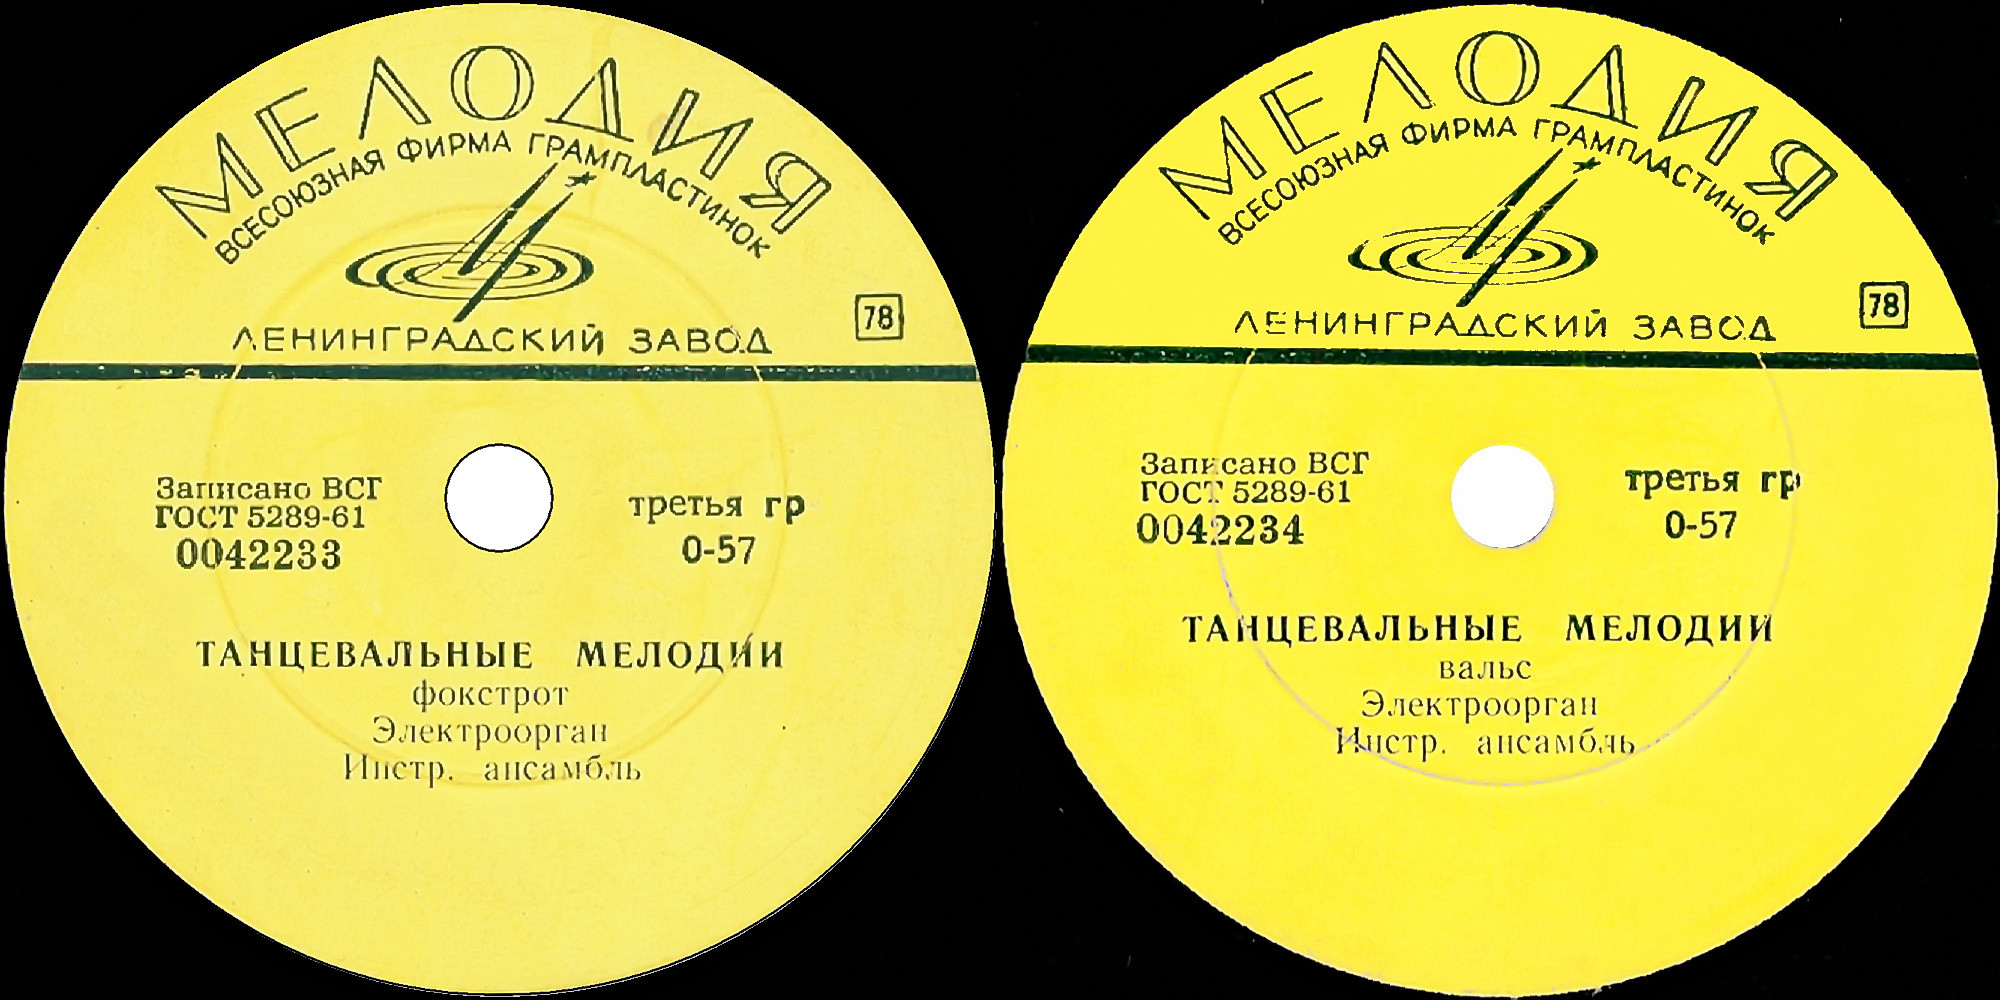 МЕЛОДИЯ
ВСЕСОЮЗНАЯ ФИРМА ГРАМПЛАСТИНОК
ЛЕНИНГРАДСКИЙ ЗАВОД
78
Записано ВСГ
ГОСТ 5289-61
0042233
третья гр
0-57
ТАНЦЕВАЛЬНЫЕ МЕЛОДИИ
фокстрот
Электроорган
Инстр. ансамбль
МЕЛОДИЯ
ВСЕСОЮЗНАЯ ФИРМА ГРАМПЛАСТИНОК
ЛЕНИНГРАДСКИЙ ЗАВОД
78
Записано ВСГ
ГОСТ 5289-61
0042234
третья гр
0-57
ТАНЦЕВАЛЬНЫЕ МЕЛОДИИ
вальс
Электроорган
Инстр. ансамбль